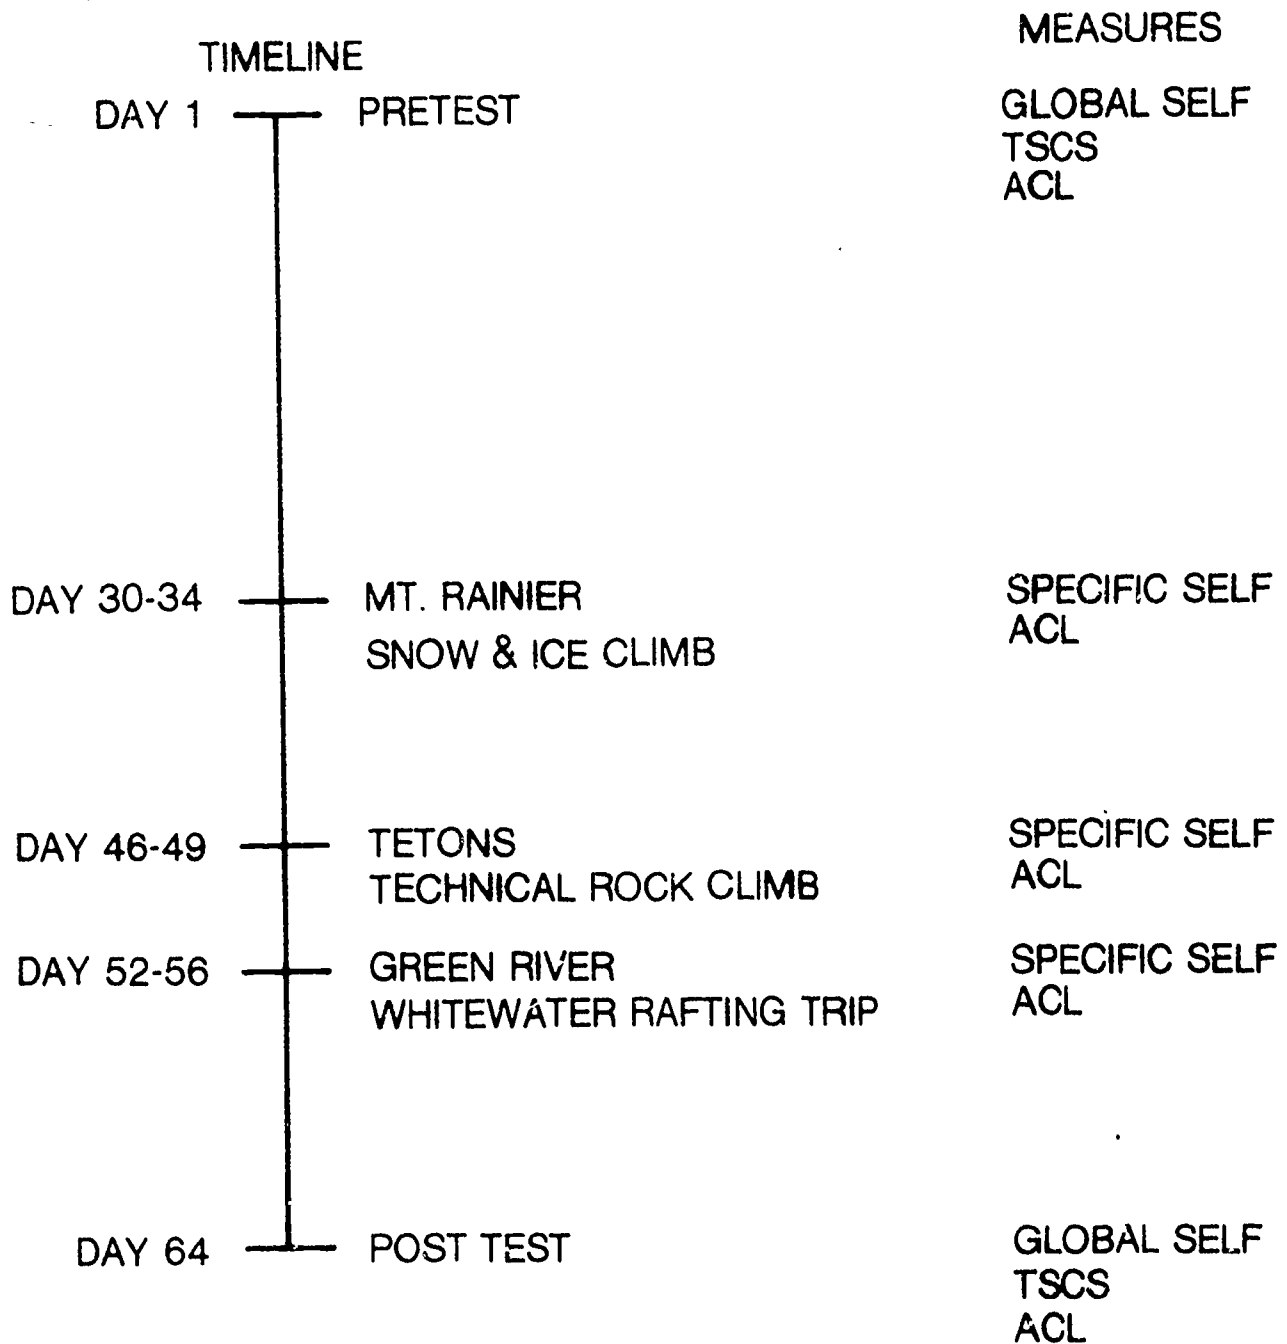 MEASURES
TIMELINE
DAY 1 PRETEST GLOBAL SELF
TSCS
ACL
DAY 30-34 MT. RAINIER SPECIFIC SELF
SNOW & ICE CLIMB ACL
DAY 46-49 TETONS SPECIFIC SELF
TECHNICAL ROCK CLIMB ACL
DAY 52-56 GREEN RIVER SPECIFIC SELF
WHITEWATER RAFTING TRIP ACL
DAY 64 POST TEST GLOBAL SELF
TSCS
ACL